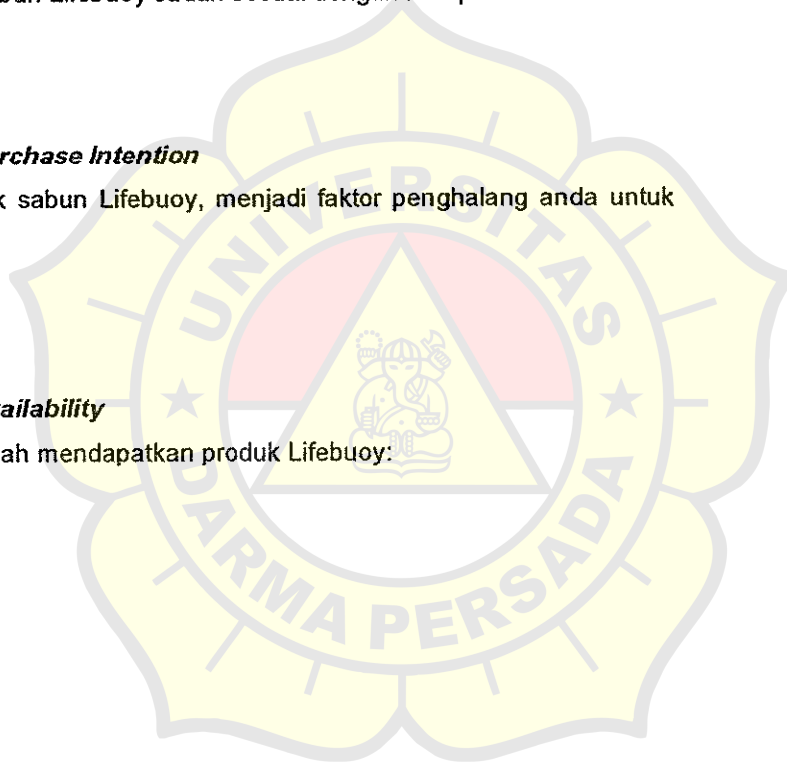 Lifebuoy sudah sesuai dengan
rchase Intention
k sabun Lifebuoy, menjadi faktor penghalang anda untuk
ailability
ah mendapatkan produk Lifebuoy:
UNIVERSITAS
DARMA PERSADA